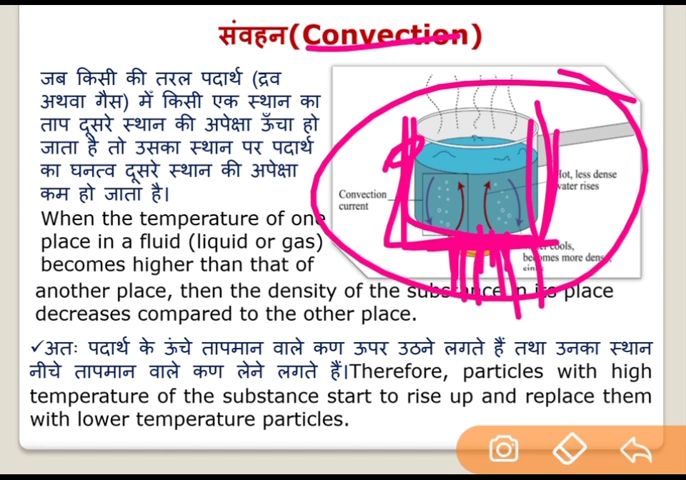 संवहन(Convection)
जब किसी की तरल पदार्थ (द्रव
अथवा गैस) में किसी एक स्थान का
ताप दूसरे स्थान की अपेक्षा ऊँचा हो
जाता है तो उसका स्थान पर पदार्थ
का घनत्व दूसरे स्थान की अपेक्षा
कम हो जाता है।
When the temperature of one
place in a fluid (liquid or gas)
becomes higher than that of
another place, then the density of the substance in its place
decreases compared to the other place.
Convection
current
Hot, less dense
water rises
cools,
becomes more dense,
✓अतः पदार्थ के ऊंचे तापमान वाले कण ऊपर उठने लगते हैं तथा उनका स्थान
नीचे तापमान वाले कण लेने लगते हैं।Therefore, particles with high
temperature of the substance start to rise up and replace them
with lower temperature particles.